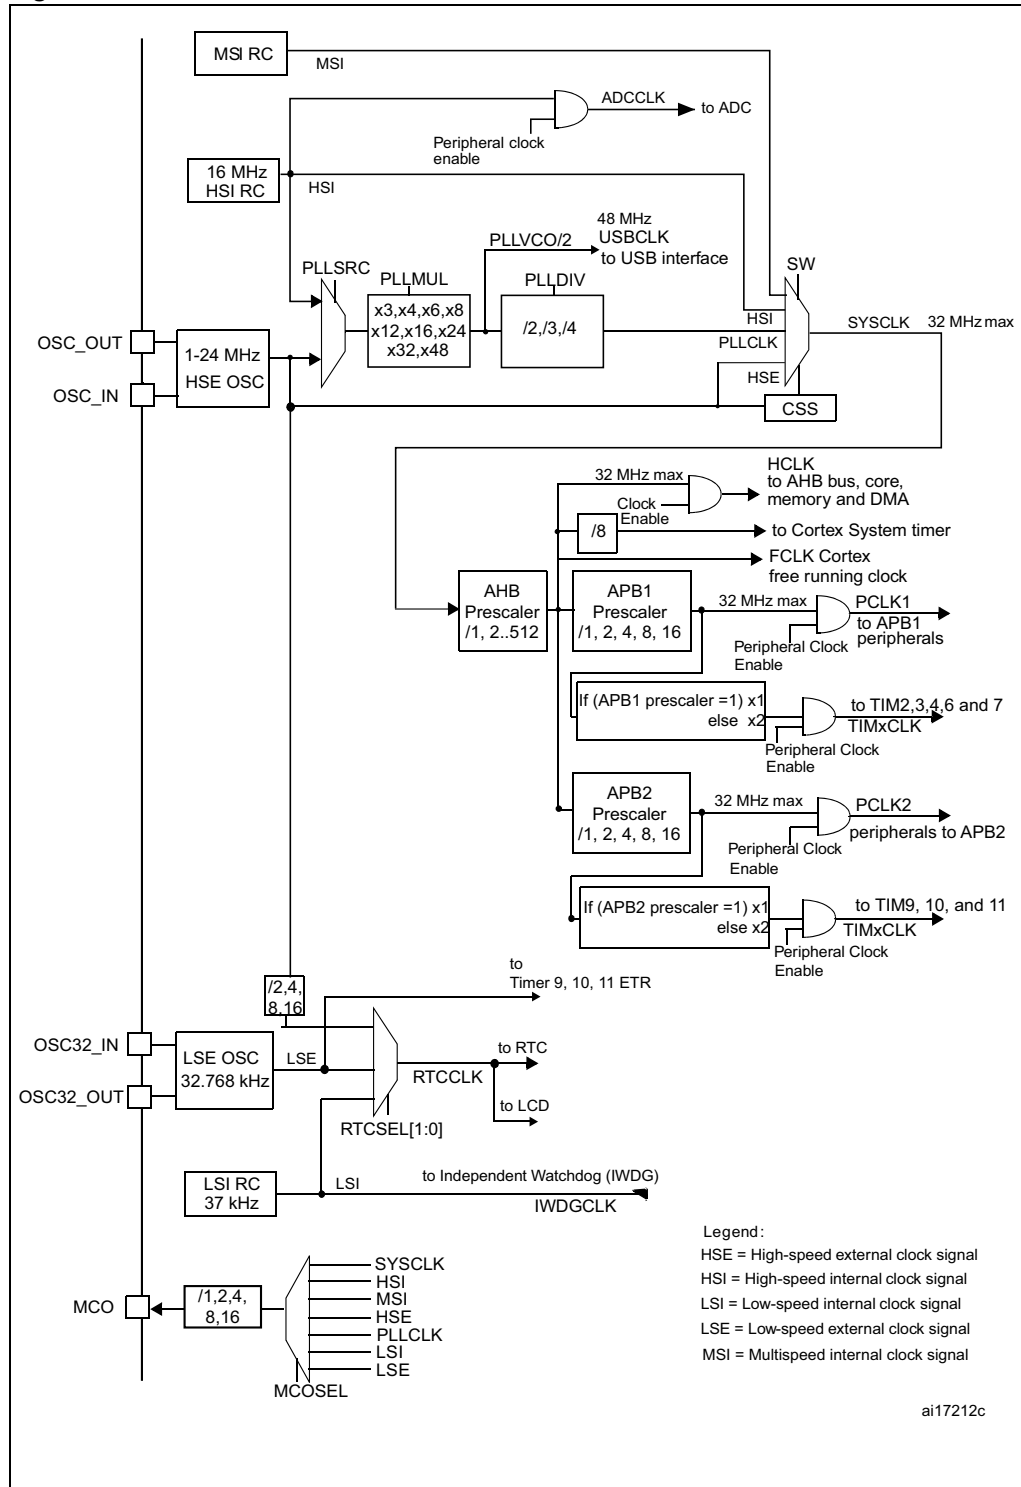 MSI RC
MSI
ADCCLK
to ADC
Peripheral clock
enable
16 MHz
HSI RC
HSI
48 MHz
PLLVCO/2
USBCLK
to USB interface
PLLSRC
PLLMUL
PLLDIV
SW
x3,x4,x6,x8
x12,x16,x24
x32,x48
/2,/3,/4
HSI
SYSCLK
32 MHz max
PLLCLK
HSE
CSS
OSC_OUT
1-24 MHz
HSE OSC
OSC_IN
32 MHz max
HCLK
to AHB bus, core,
memory and DMA
Clock
Enable
/8
to Cortex System timer
FCLK Cortex
free running clock
AHB
Prescaler
/1, 2..512
APB1
Prescaler
/1, 2, 4, 8, 16
32 MHz max
PCLK1
to APB1
peripherals
Peripheral Clock
Enable
If (APB1 prescaler =1) x1
else x2
to TIM2,3,4,6 and 7
TIMxCLK
Peripheral Clock
Enable
APB2
Prescaler
/1, 2, 4, 8, 16
32 MHz max
PCLK2
peripherals to APB2
Peripheral Clock
Enable
If (APB2 prescaler =1) x1
else x2
to TIM9, 10, and 11
TIMxCLK
Peripheral Clock
Enable
/2,4,
8,16
to
Timer 9, 10, 11 ETR
OSC32_IN
LSE OSC
32.768 kHz
OSC32_OUT
LSE
to RTC
RTCCLK
to LCD
RTCSEL[1:0]
LSI RC
37 kHz
LSI
to Independent Watchdog (IWDG)
IWDGCLK
MCO
/1,2,4,
8,16
SYSCLK
HSI
MSI
HSE
PLLCLK
LSI
LSE
MCOSEL
Legend:
HSE = High-speed external clock signal
HSI = High-speed internal clock signal
LSI = Low-speed internal clock signal
LSE = Low-speed external clock signal
MSI = Multispeed internal clock signal
ai17212c